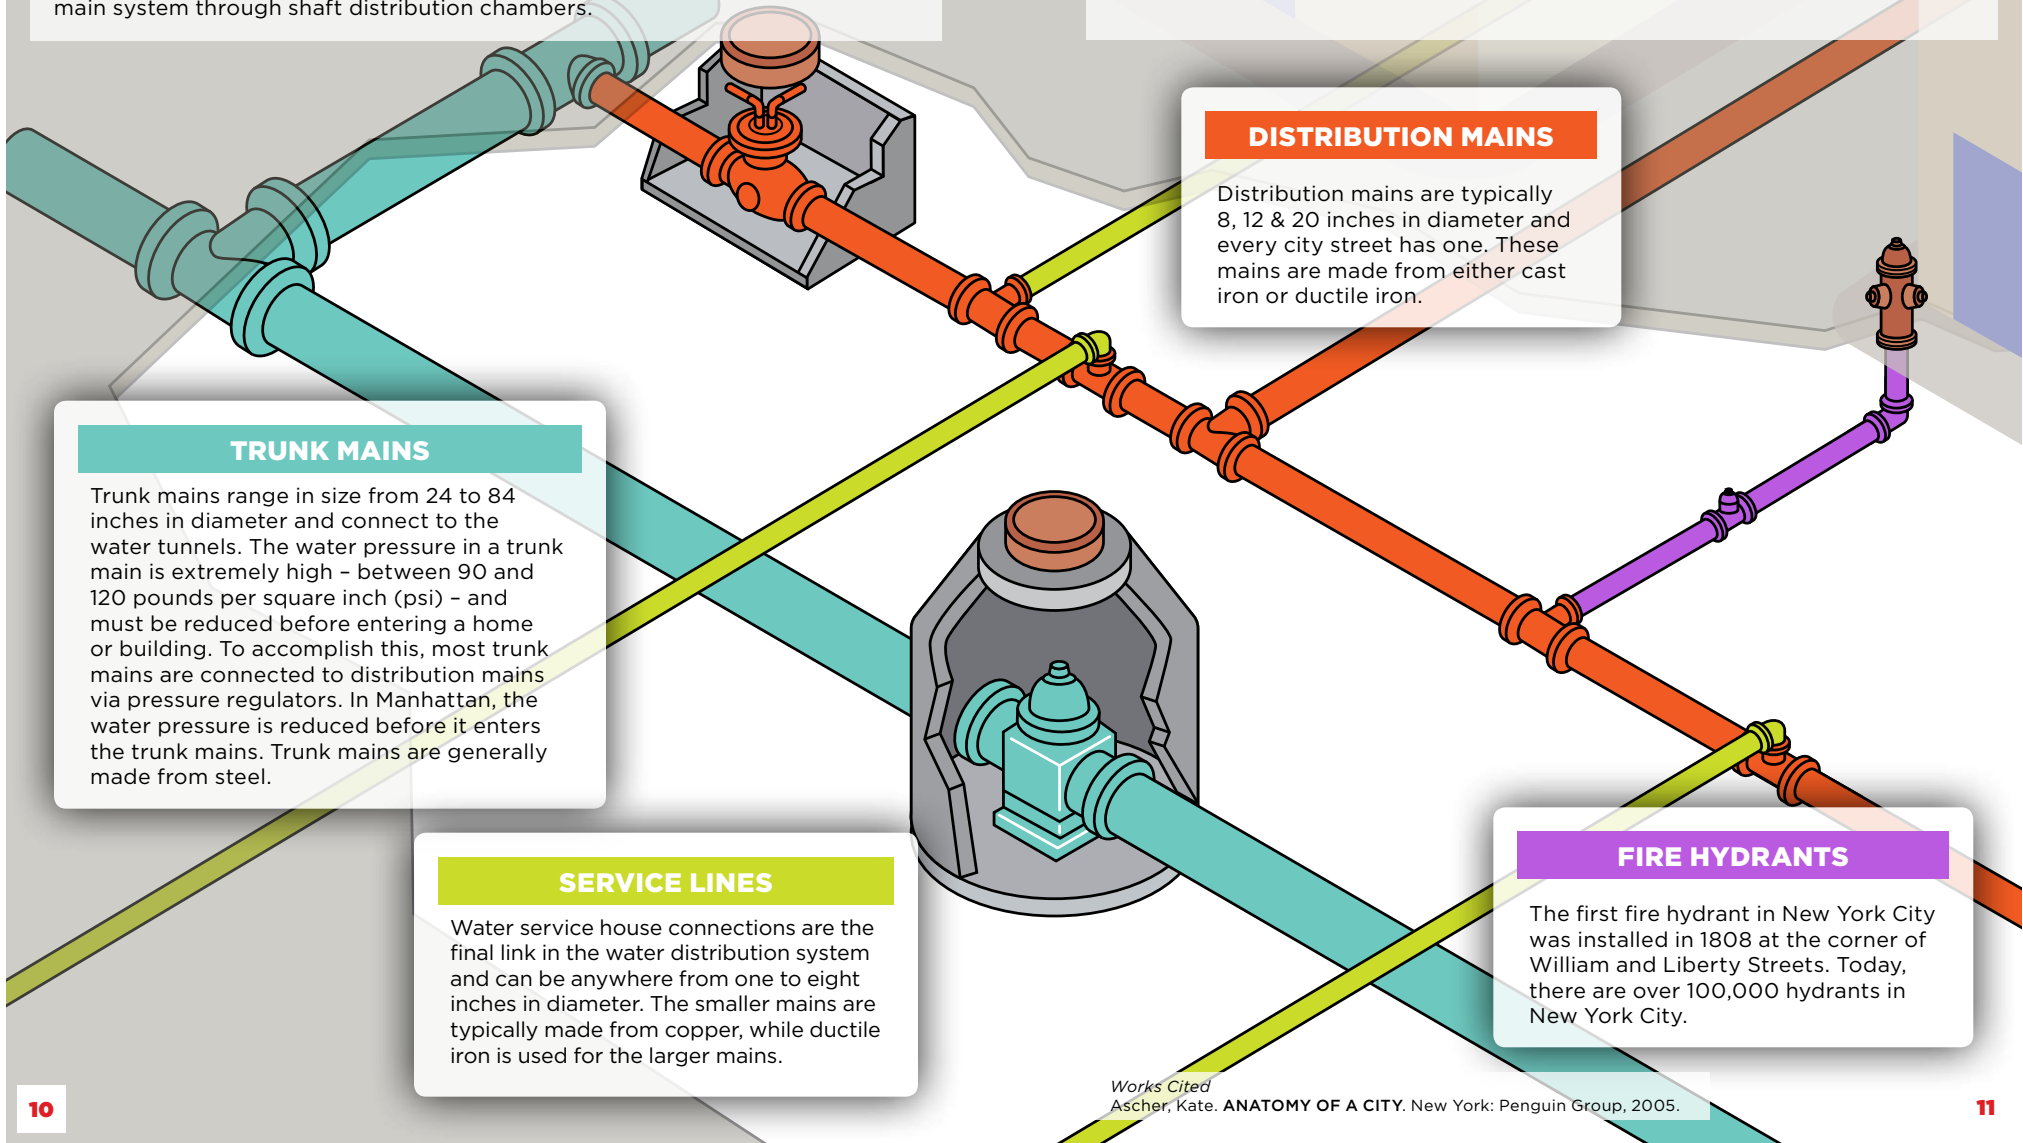 main system through shaft distribution chambers.
DISTRIBUTION MAINS
Distribution mains are typically
8, 12 & 20 inches in diameter and
every city street has one. These
mains are made from either cast
iron or ductile iron.
TRUNK MAINS
Trunk mains range in size from 24 to 84
inches in diameter and connect to the
water tunnels. The water pressure in a trunk
main is extremely high – between 90 and
120 pounds per square inch (psi) – and
must be reduced before entering a home
or building. To accomplish this, most trunk
mains are connected to distribution mains
via pressure regulators. In Manhattan, the
water pressure is reduced before it enters
the trunk mains. Trunk mains are generally
made from steel.
SERVICE LINES
Water service house connections are the
final link in the water distribution system
and can be anywhere from one to eight
inches in diameter. The smaller mains are
typically made from copper, while ductile
iron is used for the larger mains.
FIRE HYDRANTS
The first fire hydrant in New York City
was installed in 1808 at the corner of
William and Liberty Streets. Today,
there are over 100,000 hydrants in
New York City.
Works Cited
Ascher, Kate. ANATOMY OF A CITY. New York: Penguin Group, 2005.
10
11